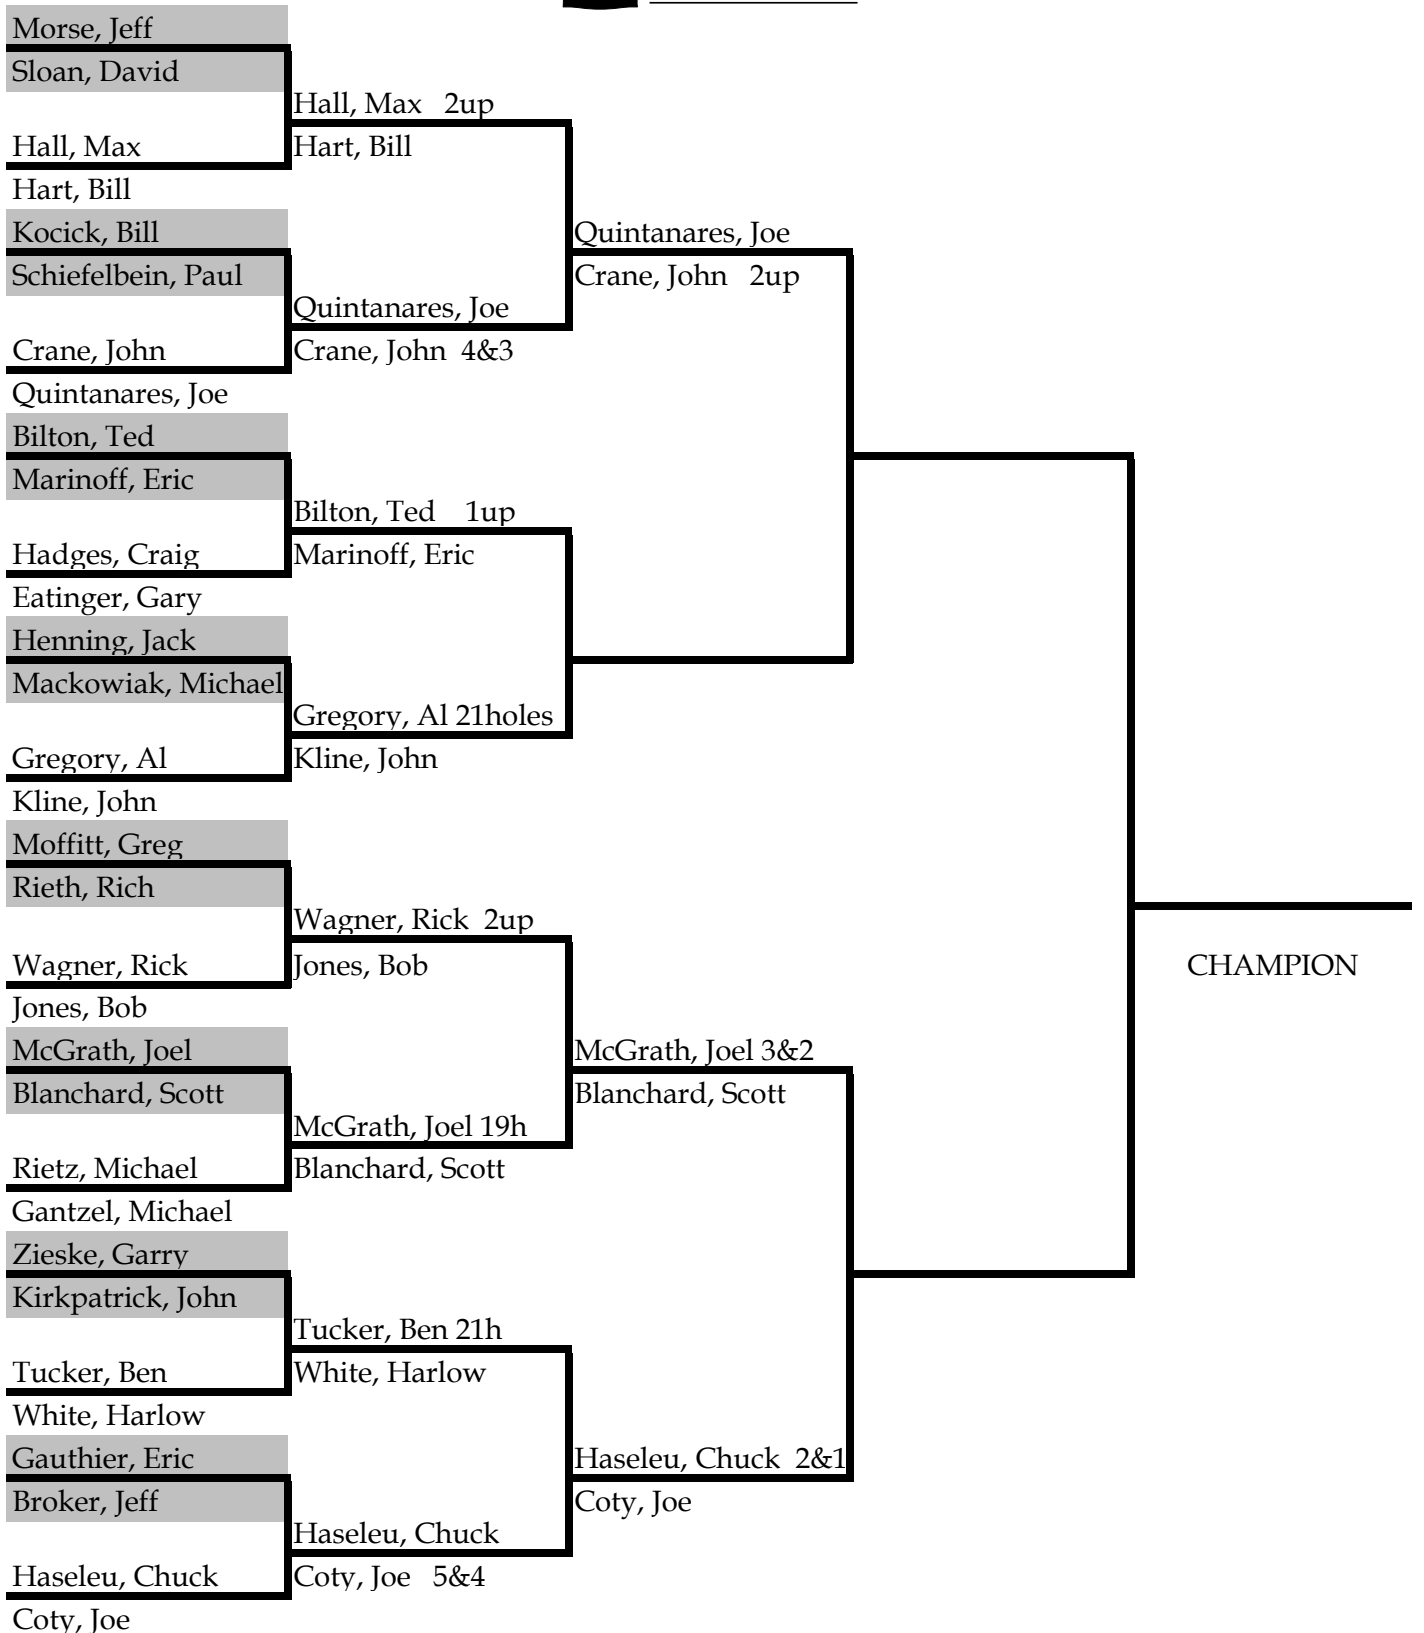 Morse, Jeff
Sloan, David
Hall, Max   2up
Hall, Max
Hart, Bill
Hart, Bill
Kocick, Bill
Quintanares, Joe
Schiefelbein, Paul
Crane, John   2up
Quintanares, Joe
Crane, John
Crane, John  4&3
Quintanares, Joe
Bilton, Ted
Marinoff, Eric
Bilton, Ted    1up
Hadges, Craig
Marinoff, Eric
Eatinger, Gary
Henning, Jack
Mackowiak, Michael
Gregory, Al 21holes
Gregory, Al
Kline, John
Kline, John
Moffitt, Greg
Rieth, Rich
Wagner, Rick  2up
Wagner, Rick
Jones, Bob
CHAMPION
Jones, Bob
McGrath, Joel
McGrath, Joel 3&2
Blanchard, Scott
Blanchard, Scott
McGrath, Joel 19h
Rietz, Michael
Blanchard, Scott
Gantzel, Michael
Zieske, Garry
Kirkpatrick, John
Tucker, Ben 21h
Tucker, Ben
White, Harlow
White, Harlow
Gauthier, Eric
Haseleu, Chuck  2&1
Broker, Jeff
Coty, Joe
Haseleu, Chuck
Haseleu, Chuck
Coty, Joe   5&4
Coty, Joe